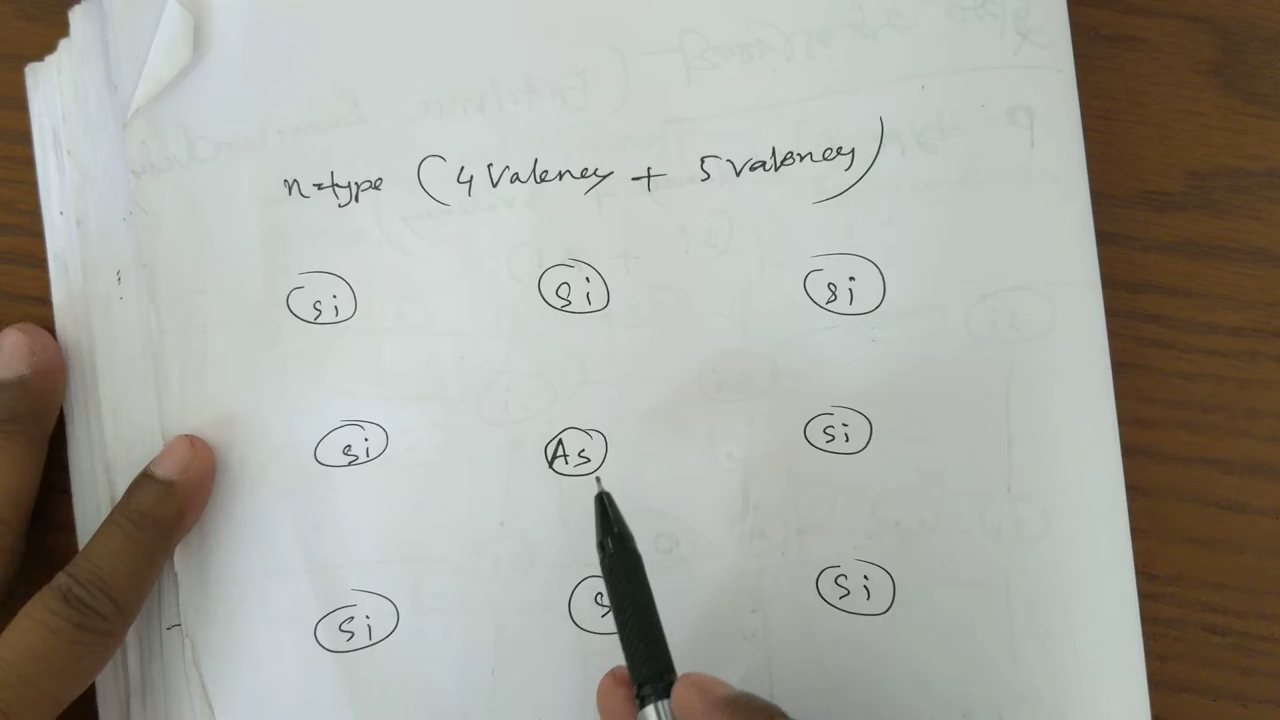 n-type (4 Valency + 5 Valency)
Si Si Si
Si As Si
Si S Si